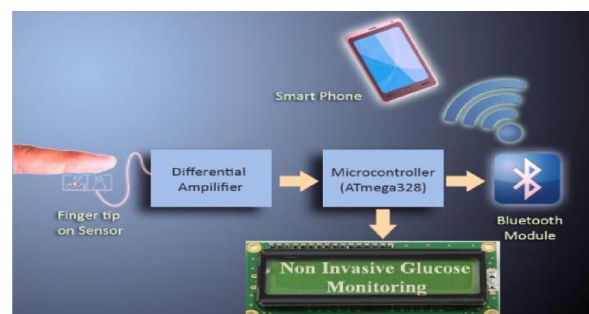 Smart Phone
Differential
Ampilifier
Microcontroller
(ATmega328)
Finger tip
on Sensor
Bluetooth
Module
Non Invasive Glucose
Monitoring